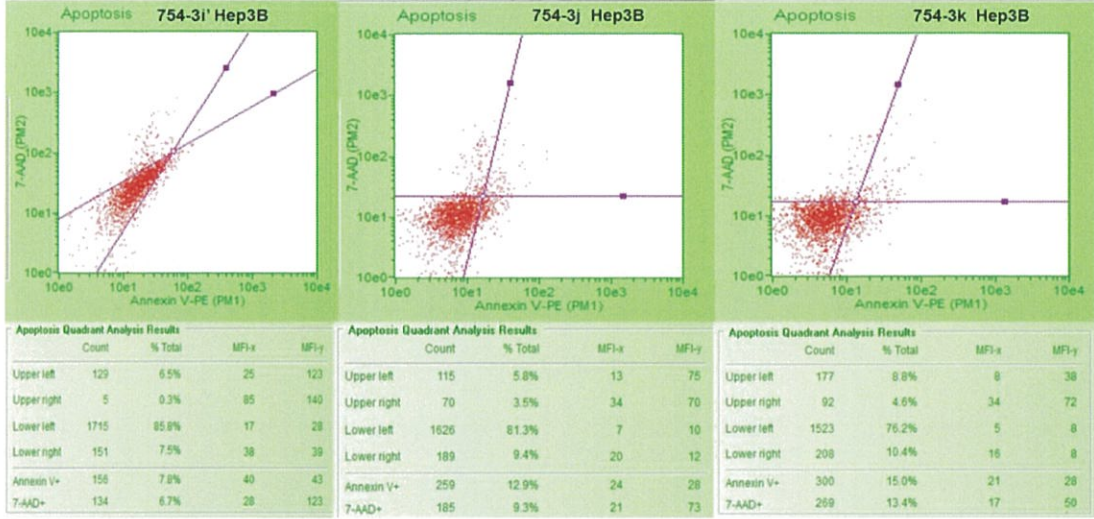 Apoptosis 754-3i' Hep3B
10e4
10e3
10e2
10e1
10e0
7-AAD (PM2)
10e0 10e1 10e2 10e3 10e4
Annexin V-PE (PM1)
Apoptosis Quadrant Analysis Results
Count % Total MFI-x MFI-y
Upper left 129 6.5% 25 123
Upper right 5 0.3% 85 140
Lower left 1715 85.8% 17 28
Lower right 151 7.5% 38 39
Annexin V+ 156 7.8% 40 43
7-AAD+ 134 6.7% 28 123
Apoptosis 754-3j Hep3B
10e4
10e3
10e2
10e1
10e0
7-AAD (PM2)
10e0 10e1 10e2 10e3 10e4
Annexin V-PE (PM1)
Apoptosis Quadrant Analysis Results
Count % Total MFI-x MFI-y
Upper left 115 5.8% 13 75
Upper right 70 3.5% 34 70
Lower left 1626 81.3% 7 10
Lower right 189 9.4% 20 12
Annexin V+ 259 12.9% 24 28
7-AAD+ 185 9.3% 21 73
Apoptosis 754-3k Hep3B
10e4
10e3
10e2
10e1
10e0
7-AAD (PM2)
10e0 10e1 10e2 10e3 10e4
Annexin V-PE (PM1)
Apoptosis Quadrant Analysis Results
Count % Total MFI-x MFI-y
Upper left 177 8.8% 8 38
Upper right 92 4.6% 34 72
Lower left 1523 76.2% 5 8
Lower right 208 10.4% 16 8
Annexin V+ 300 15.0% 21 28
7-AAD+ 269 13.4% 17 50